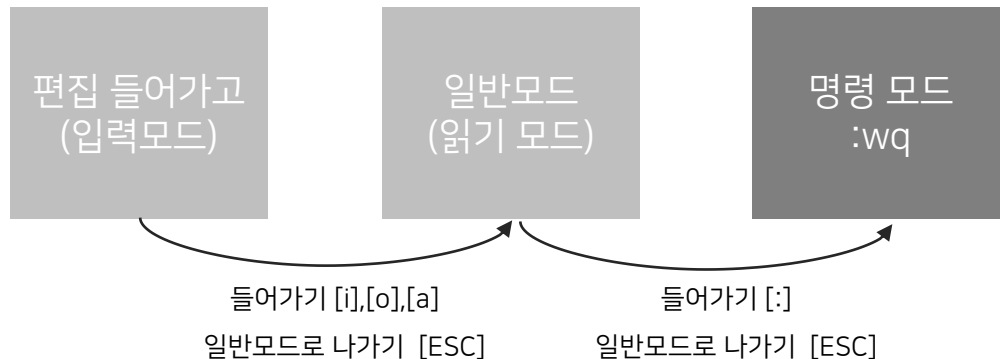 편집 들어가고
(입력모드)
일반모드
(읽기 모드)
명령 모드
:wq
들어가기 [i],[o],[a]
일반모드로 나가기 [ESC]
들어가기 [:]
일반모드로 나가기 [ESC]